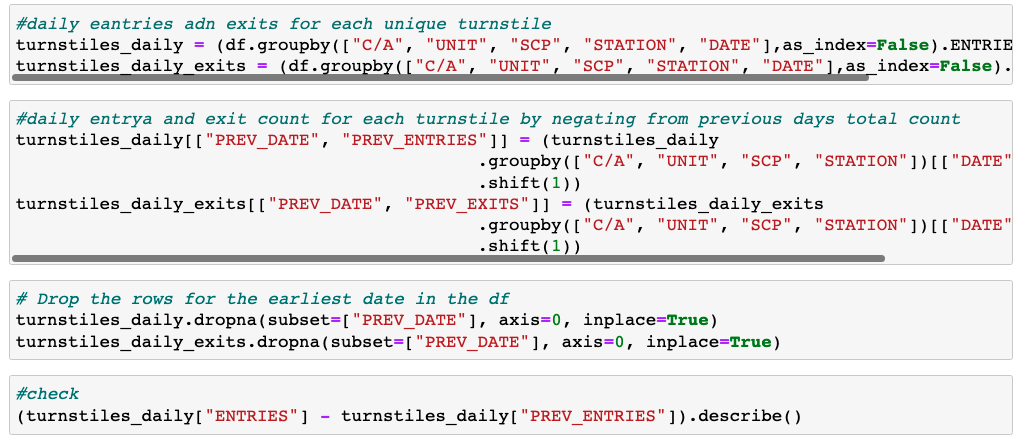 #daily eantries adn exits for each unique turnstile
turnstiles_daily = (df.groupby(["C/A", "UNIT", "SCP", "STATION", "DATE"],as_index=False).ENTRIE
turnstiles_daily_exits = (df.groupby(["C/A", "UNIT", "SCP", "STATION", "DATE"],as_index=False).
#daily entrya and exit count for each turnstile by negating from previous days total count
turnstiles_daily[["PREV_DATE", "PREV_ENTRIES"]] = (turnstiles_daily
.groupby(["C/A", "UNIT", "SCP", "STATION"])[["DATE"
.shift(1))
turnstiles_daily_exits[["PREV_DATE", "PREV_EXITS"]] = (turnstiles_daily_exits
.groupby(["C/A", "UNIT", "SCP", "STATION"])[["DATE"
.shift(1))
# Drop the rows for the earliest date in the df
turnstiles_daily.dropna(subset=["PREV_DATE"], axis=0, inplace=True)
turnstiles_daily_exits.dropna(subset=["PREV_DATE"], axis=0, inplace=True)
#check
(turnstiles_daily["ENTRIES"] - turnstiles_daily["PREV_ENTRIES"]).describe()